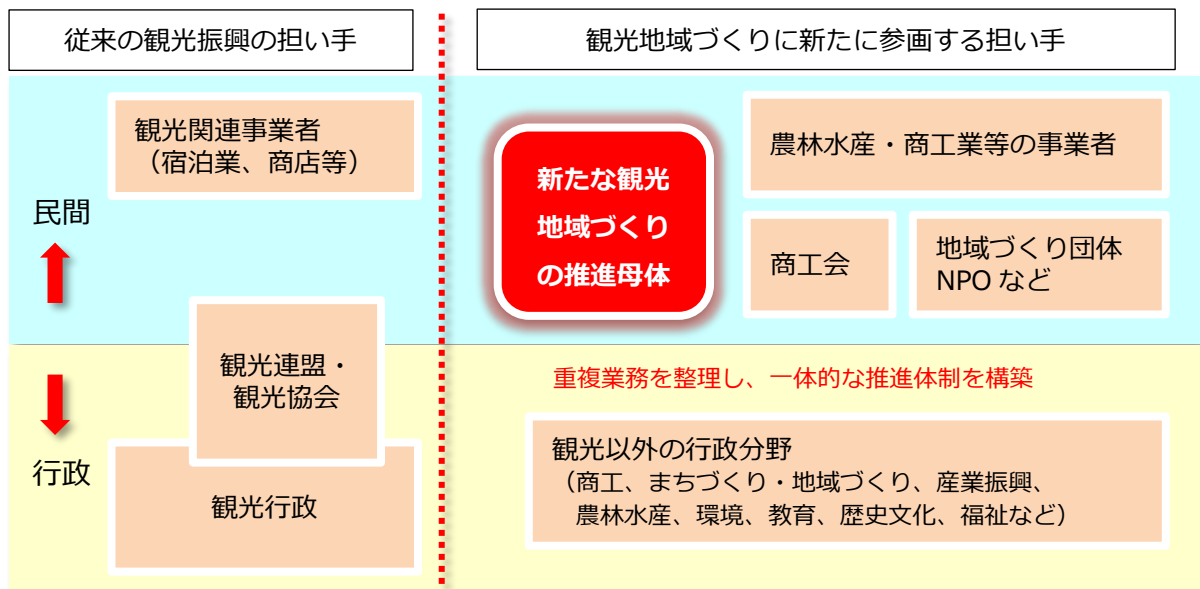 従来の観光振興の担い手
観光地域づくりに新たに参画する担い手
民間
行政
観光関連事業者
（宿泊業、商店等）
観光連盟・
観光協会
観光行政
新たな観光
地域づくり
の推進母体
農林水産・商工業等の事業者
商工会
地域づくり団体
NPO など
重複業務を整理し、一体的な推進体制を構築
観光以外の行政分野
（商工、まちづくり・地域づくり、産業振興、
農林水産、環境、教育、歴史文化、福祉など）